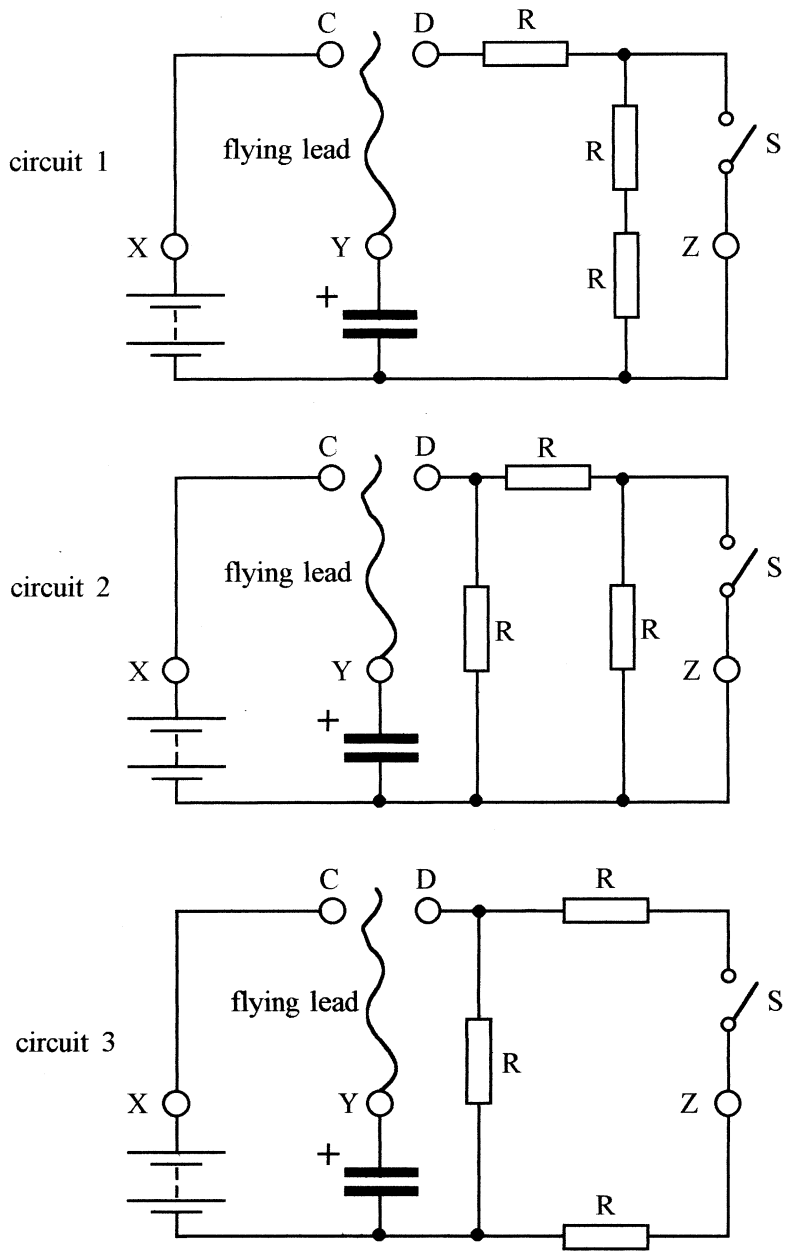 C D R
flying lead
circuit 1
R
S
X
Y
R
Z
+
C D R
flying lead
circuit 2
S
R
R
X
Y
Z
+
C D R
flying lead
circuit 3
S
R
X
Y
Z
+
R